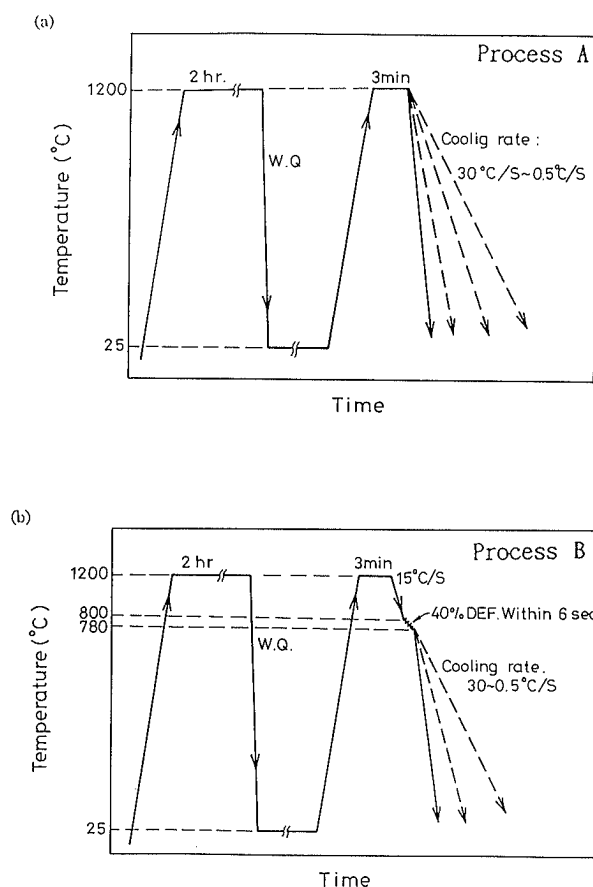 (a)
Process A
2 hr.
3min
1200
W.Q
Coolig rate :
30°C/S~0.5°C/S
Temperature (°C)
25
Time
(b)
Process B
2 hr
3min
1200
15°C/S
800
780
40% DEF. Within 6 sec
W.Q.
Cooling rate.
30~0.5°C/S
Temperature (°C)
25
Time